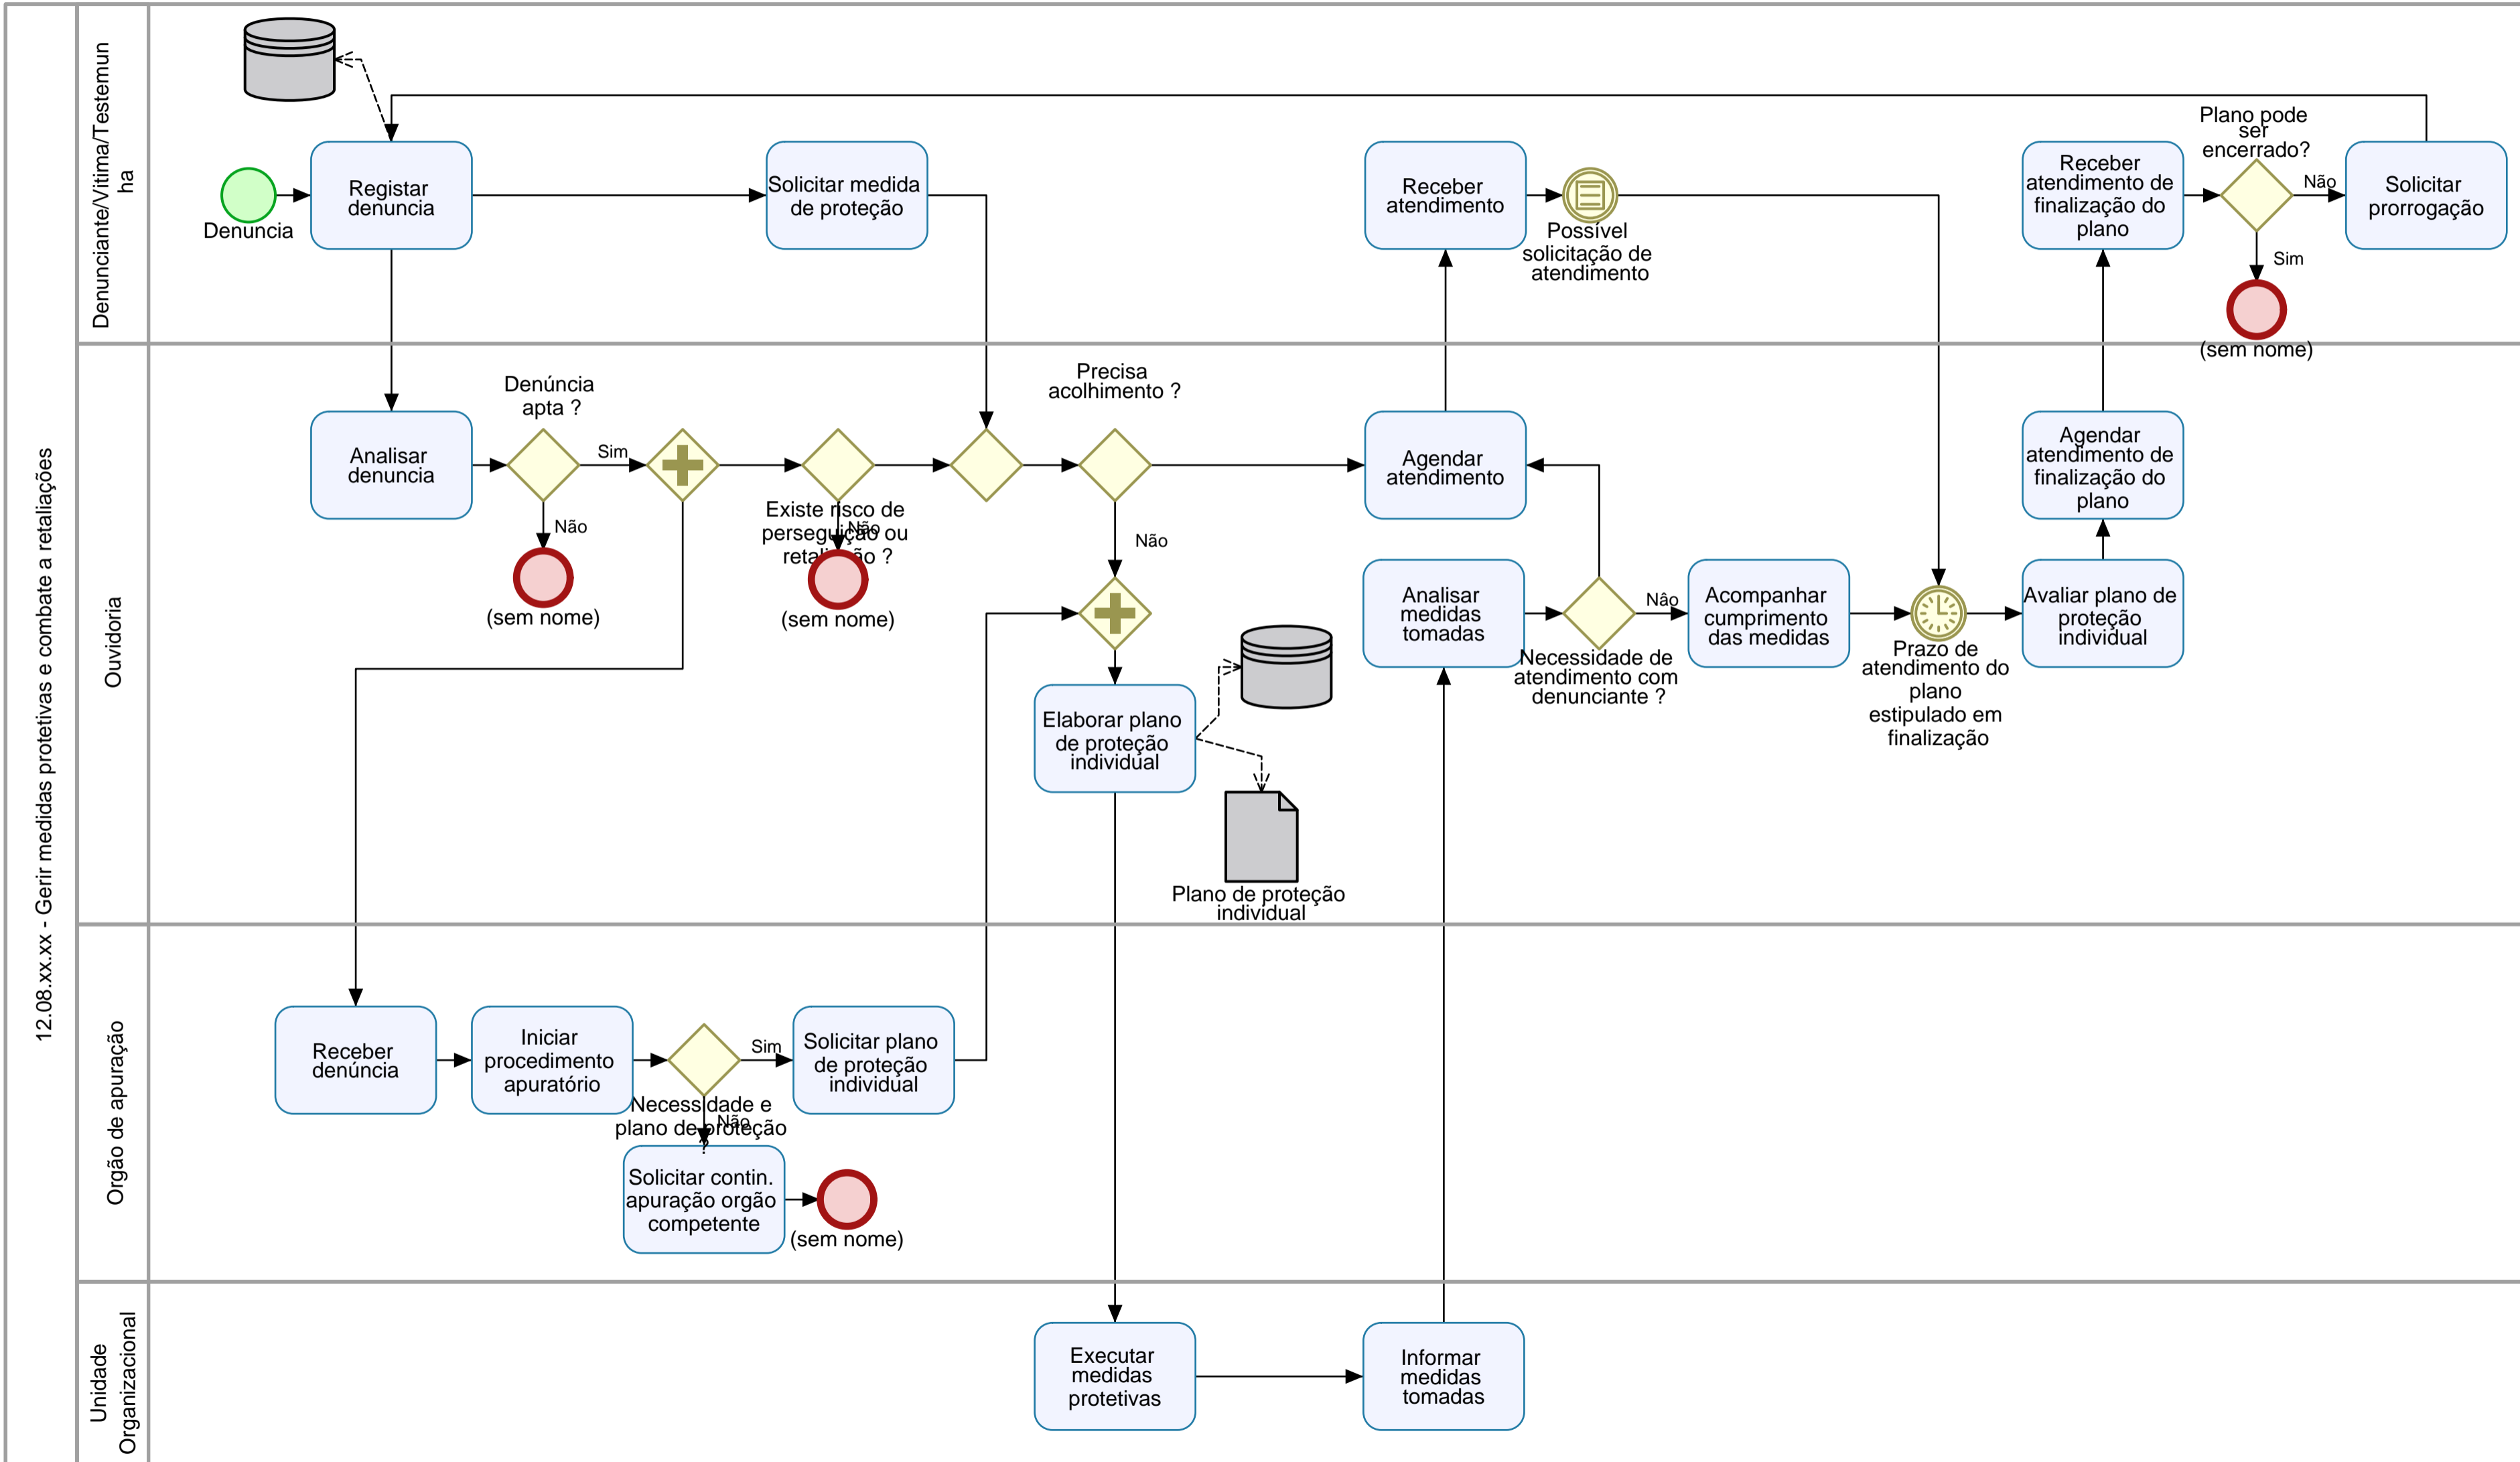 12.08.xx.xx - Gerir medidas protetivas e combate a retaliações
Denunciante/Vitima/Testemun
ha
Denuncia
Registar
denuncia
Solicitar medida
de proteção
Receber
atendimento
Possível
solicitação de
atendimento
Receber
atendimento de
finalização do
plano
Plano pode
ser
encerrado?
Não
Sim
(sem nome)
Solicitar
prorrogação
Ouvidoria
Analisar
denuncia
Denúncia
apta ?
Sim
Não
(sem nome)
Existe risco de
perseguição ou
retaliação ?
Não
(sem nome)
Precisa
acolhimento ?
Não
Agendar
atendimento
Elaborar plano
de proteção
individual
Plano de proteção
individual
Analisar
medidas
tomadas
Necessidade de
atendimento com
denunciante ?
Nâo
Acompanhar
cumprimento
das medidas
Prazo de
atendimento do
plano
estipulado em
finalização
Avaliar plano de
proteção
individual
Agendar
atendimento de
finalização do
plano
Orgão de apuração
Receber
denúncia
Iniciar
procedimento
apuratório
Necessidade e
plano de proteção
?
Sim
Não
Solicitar plano
de proteção
individual
Solicitar contin.
apuração orgão
competente
(sem nome)
Unidade
Organizacional
Executar
medidas
protetivas
Informar
medidas
tomadas